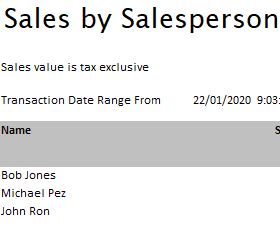 Sales by Salesperson
Sales value is tax exclusive
Transaction Date Range From 22/01/2020 9:03:
Name S
Bob Jones
Michael Pez
John Ron